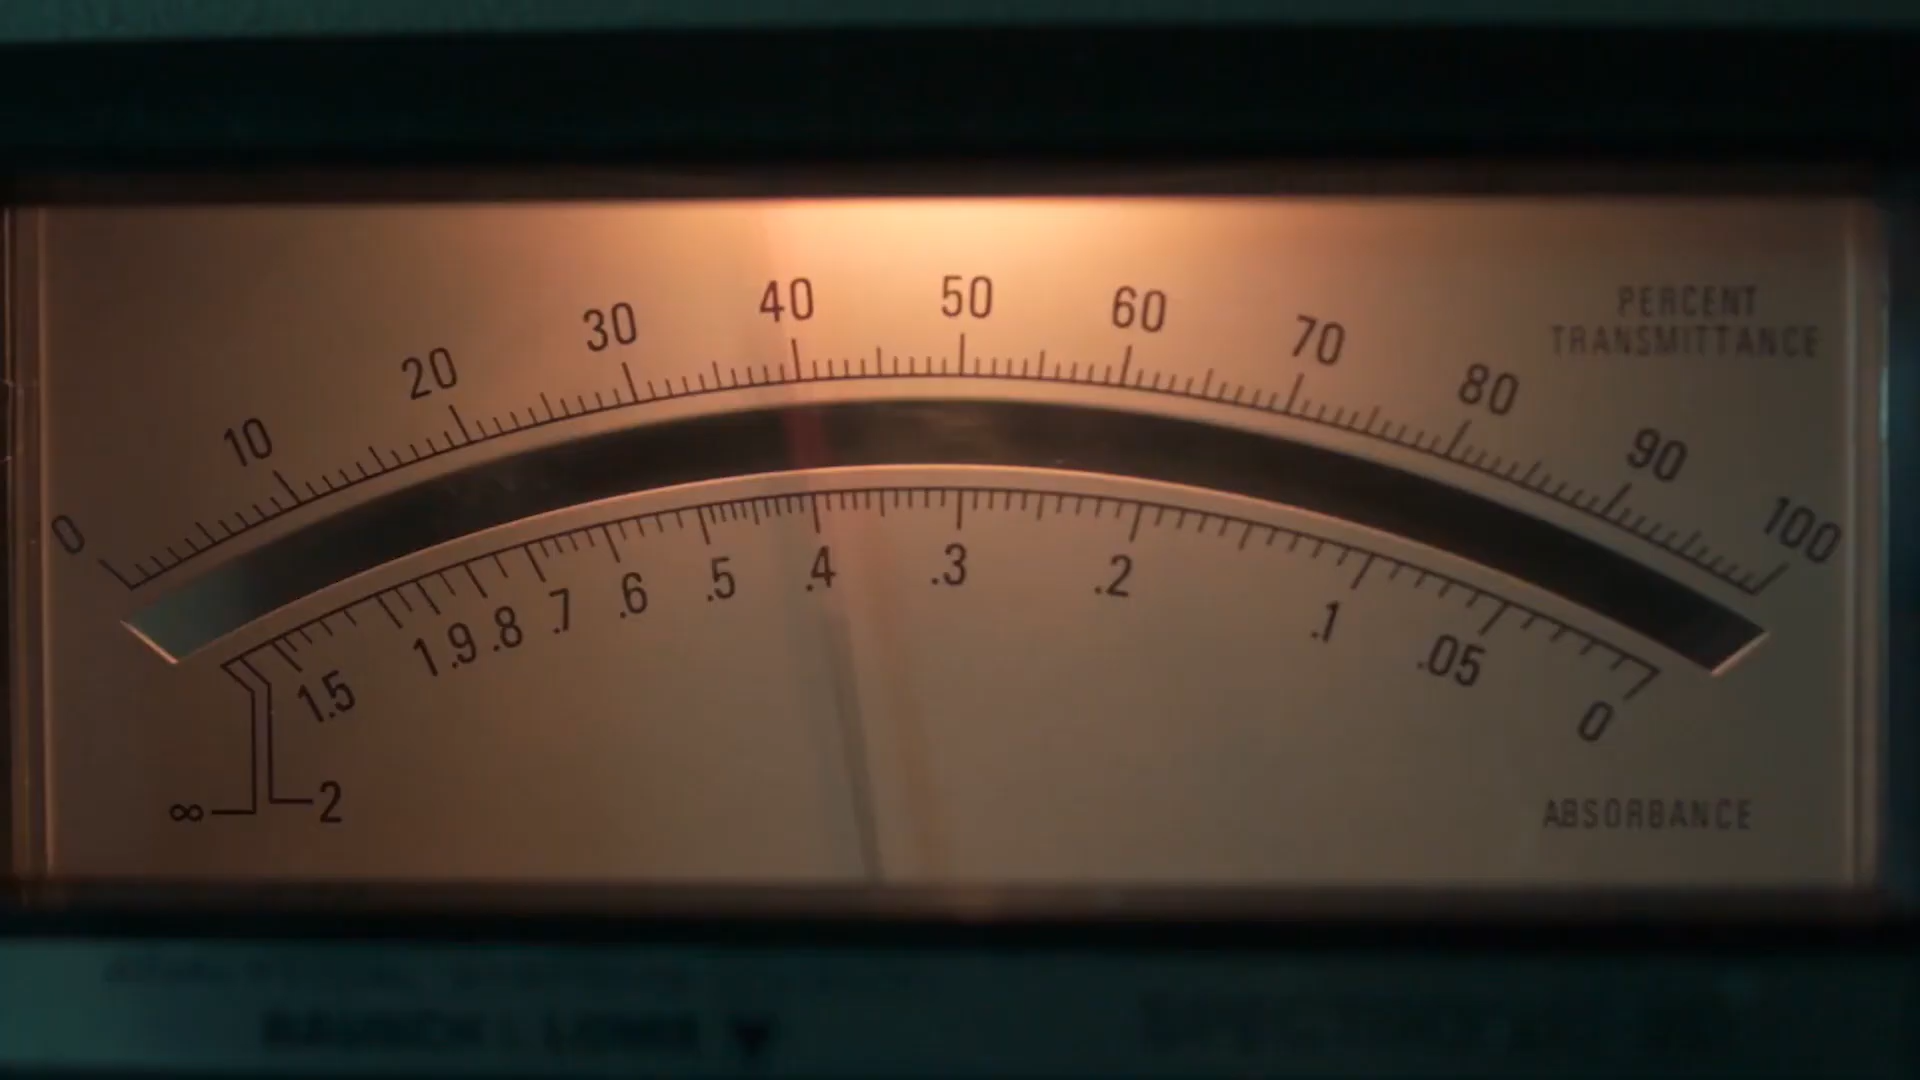 0 10 20 30 40 50 60 70 80 90 100
PERCENT
TRANSMITTANCE
∞ 2 1.5 1 .9 .8 .7 .6 .5 .4 .3 .2 .1 .05 0
ABSORBANCE